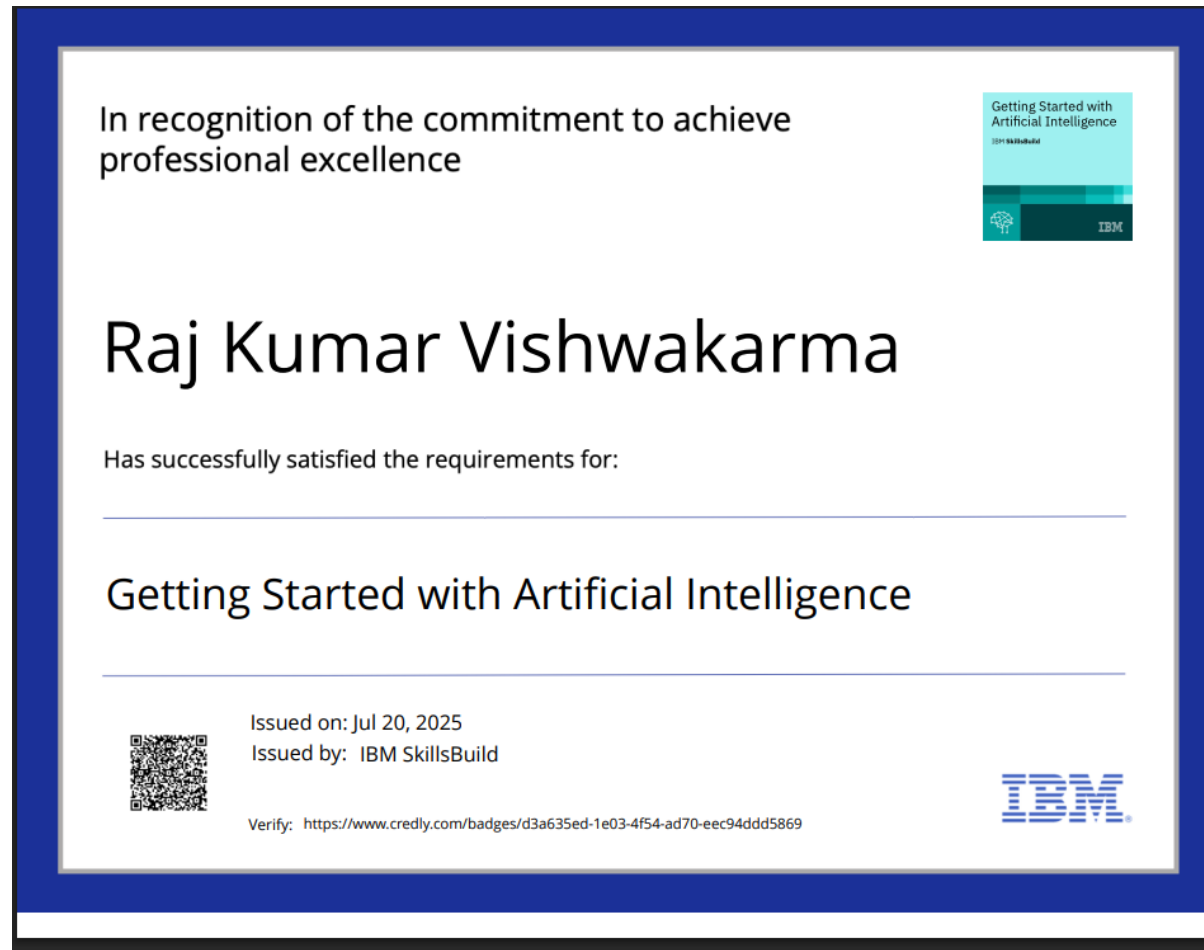 In recognition of the commitment to achieve
professional excellence
Getting Started with
Artificial Intelligence
IBM SkillsBuild
IBM
Raj Kumar Vishwakarma
Has successfully satisfied the requirements for:
Getting Started with Artificial Intelligence
Issued on: Jul 20, 2025
Issued by: IBM SkillsBuild
Verify: https://www.credly.com/badges/d3a635ed-1e03-4f54-ad70-eec94ddd5869
IBM